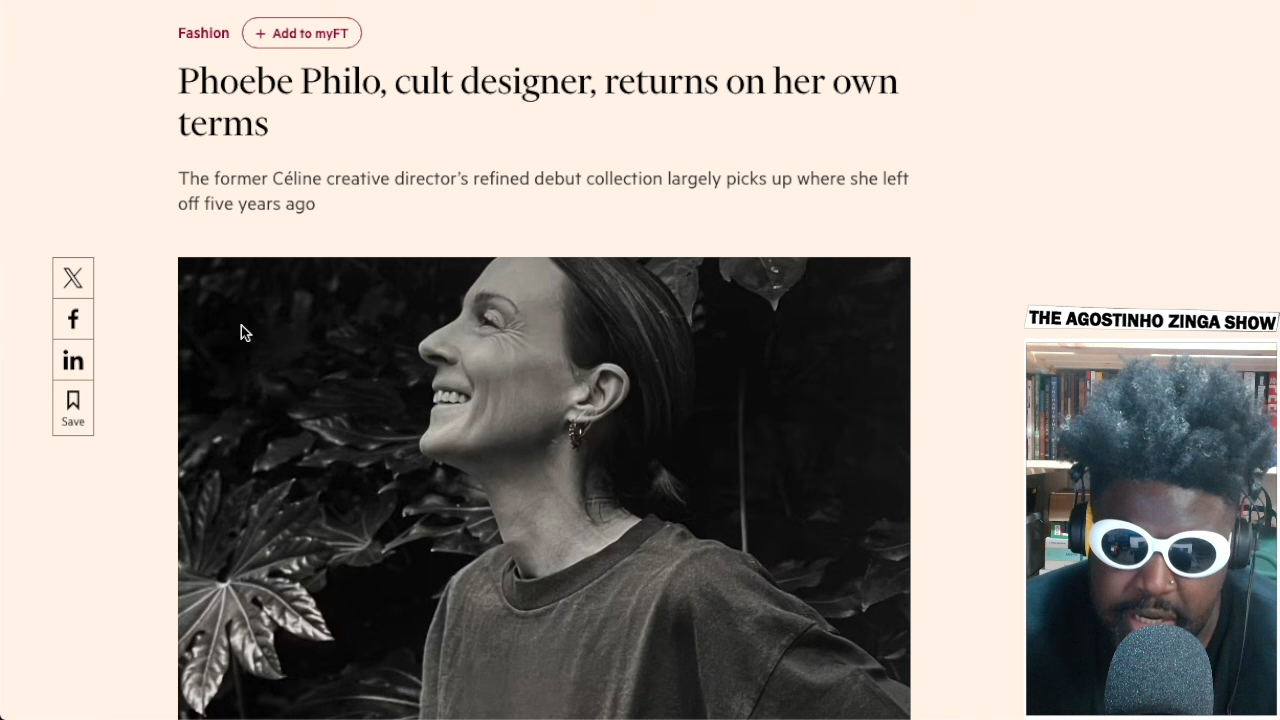 Fashion
+ Add to myFT
Phoebe Philo, cult designer, returns on her own
terms
The former Céline creative director’s refined debut collection largely picks up where she left
off five years ago
Save
THE AGOSTINHO ZINGA SHOW